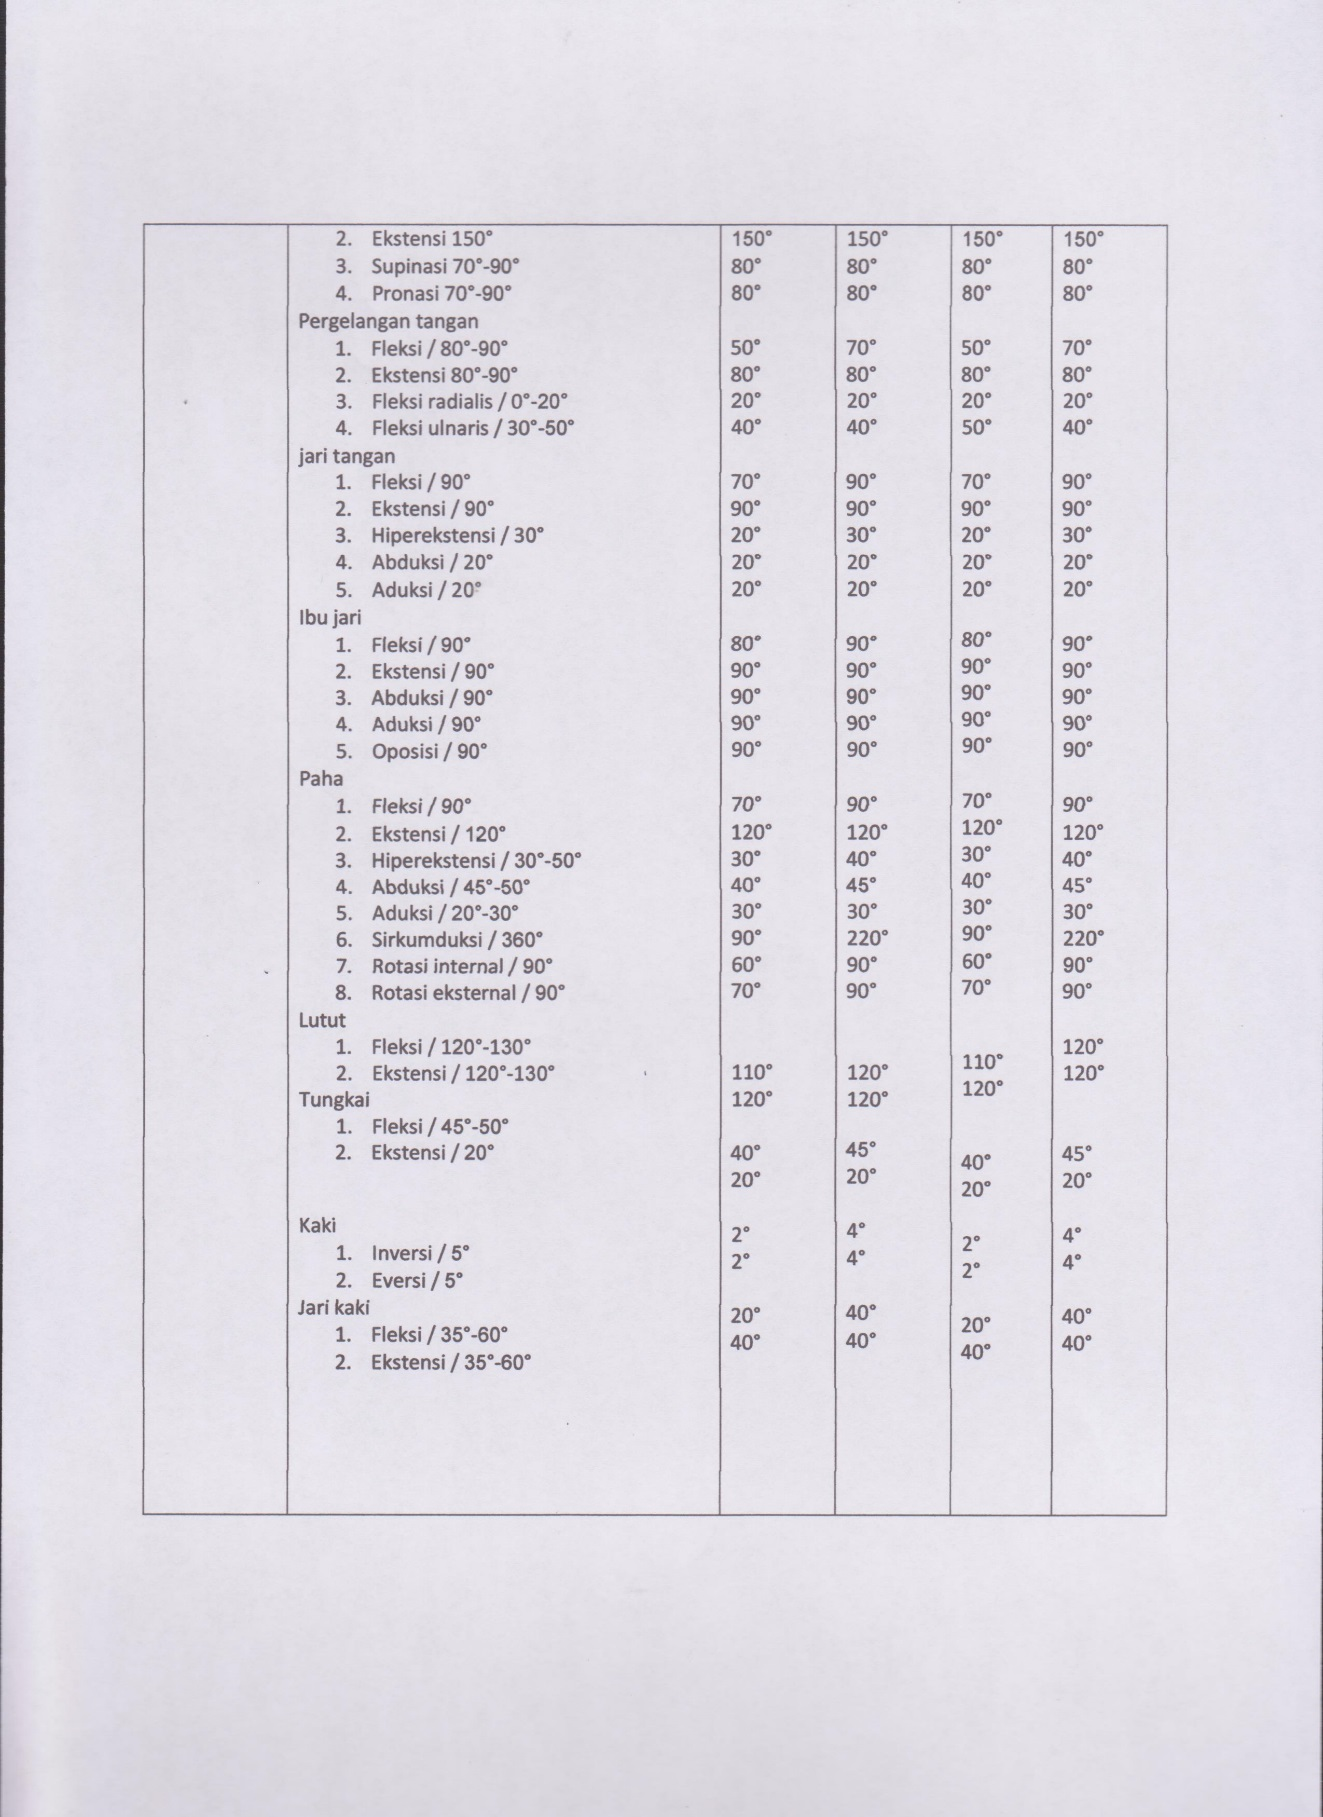 2. Ekstensi 150° 150° 150° 150° 150°
3. Supinasi 70°-90° 80° 80° 80° 80°
4. Pronasi 70°-90° 80° 80° 80° 80°
Pergelangan tangan
1. Fleksi / 80°-90° 50° 70° 50° 70°
2. Ekstensi 80°-90° 80° 80° 80° 80°
3. Fleksi radialis / 0°-20° 20° 20° 20° 20°
4. Fleksi ulnaris / 30°-50° 40° 40° 50° 40°
jari tangan
1. Fleksi / 90° 70° 90° 70° 90°
2. Ekstensi / 90° 90° 90° 90° 90°
3. Hiperekstensi / 30° 20° 30° 20° 30°
4. Abduksi / 20° 20° 20° 20° 20°
5. Aduksi / 20° 20° 20° 20° 20°
Ibu jari
1. Fleksi / 90° 80° 90° 80° 90°
2. Ekstensi / 90° 90° 90° 90° 90°
3. Abduksi / 90° 90° 90° 90° 90°
4. Aduksi / 90° 90° 90° 90° 90°
5. Oposisi / 90° 90° 90° 90° 90°
Paha
1. Fleksi / 90° 70° 90° 70° 90°
2. Ekstensi / 120° 120° 120° 120° 120°
3. Hiperekstensi / 30°-50° 30° 40° 30° 40°
4. Abduksi / 45°-50° 40° 45° 40° 45°
5. Aduksi / 20°-30° 30° 30° 30° 30°
6. Sirkumduksi / 360° 90° 220° 90° 220°
7. Rotasi internal / 90° 60° 90° 60° 90°
8. Rotasi eksternal / 90° 70° 90° 70° 90°
Lutut
1. Fleksi / 120°-130° 120°
2. Ekstensi / 120°-130° 110° 120° 110° 120°
Tungkai 120° 120° 120°
1. Fleksi / 45°-50°
2. Ekstensi / 20° 40° 45° 40° 45°
20° 20° 20° 20°
Kaki 2° 4° 2° 4°
1. Inversi / 5° 2° 4° 2° 4°
2. Eversi / 5°
Jari kaki 20° 40° 20° 40°
1. Fleksi / 35°-60° 40° 40° 40° 40°
2. Ekstensi / 35°-60°